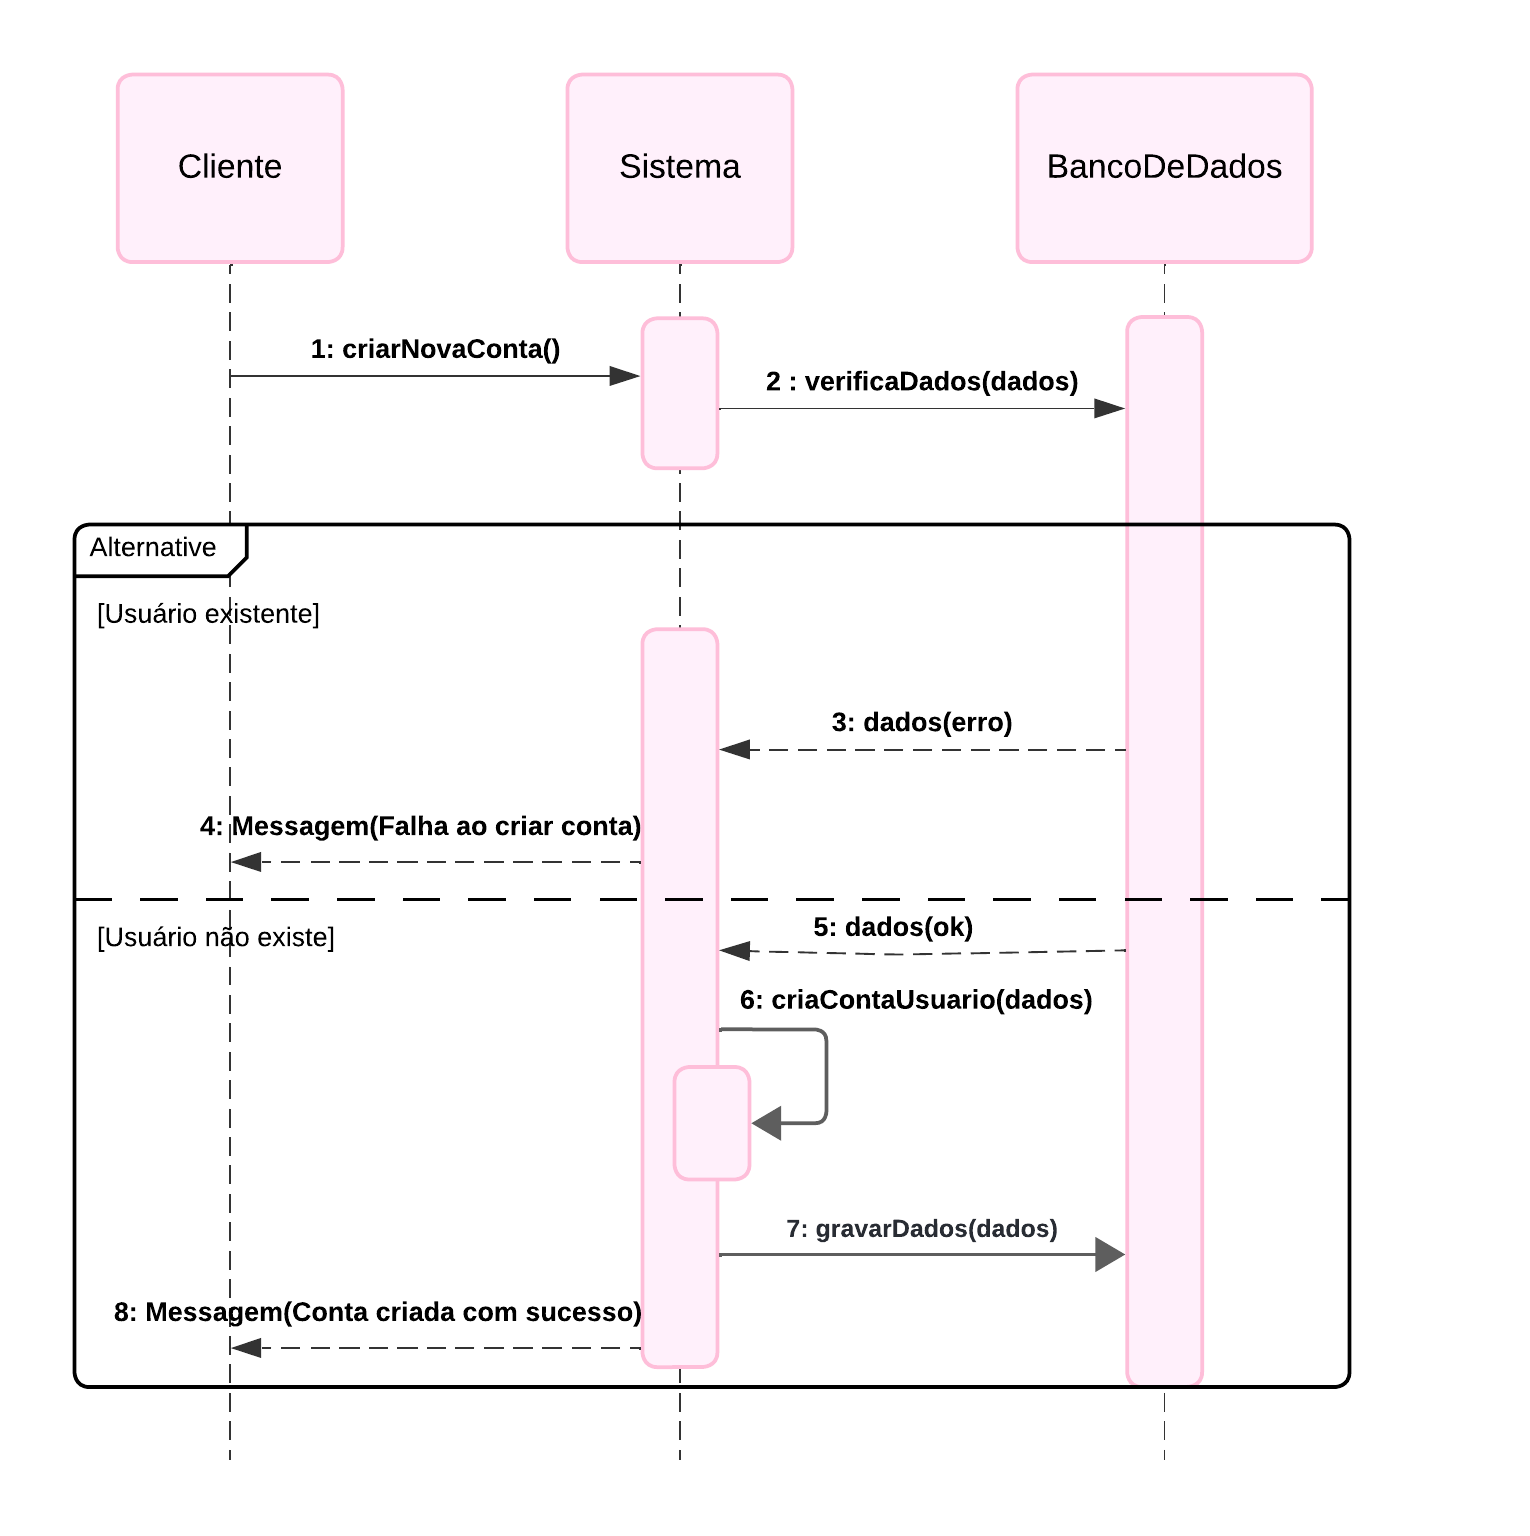 Cliente
Sistema
BancoDeDados
1: criarNovaConta()
2 : verificaDados(dados)
Alternative
[Usuário existente]
3: dados(erro)
4: Messagem(Falha ao criar conta)
[Usuário não existe]
5: dados(ok)
6: criaContaUsuario(dados)
7: gravarDados(dados)
8: Messagem(Conta criada com sucesso)